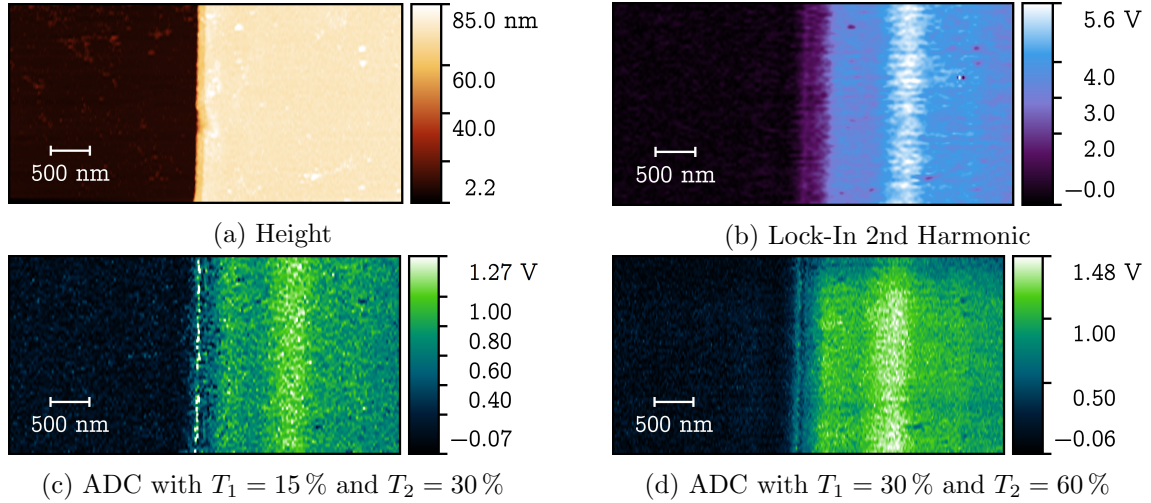 85.0 nm
60.0
40.0
2.2
500 nm
(a) Height
5.6 V
4.0
3.0
2.0
−0.0
500 nm
(b) Lock-In 2nd Harmonic
1.27 V
1.00
0.80
0.40
−0.07
500 nm
(c) ADC with T₁ = 15 % and T₂ = 30 %
1.48 V
1.00
0.50
−0.06
500 nm
(d) ADC with T₁ = 30 % and T₂ = 60 %